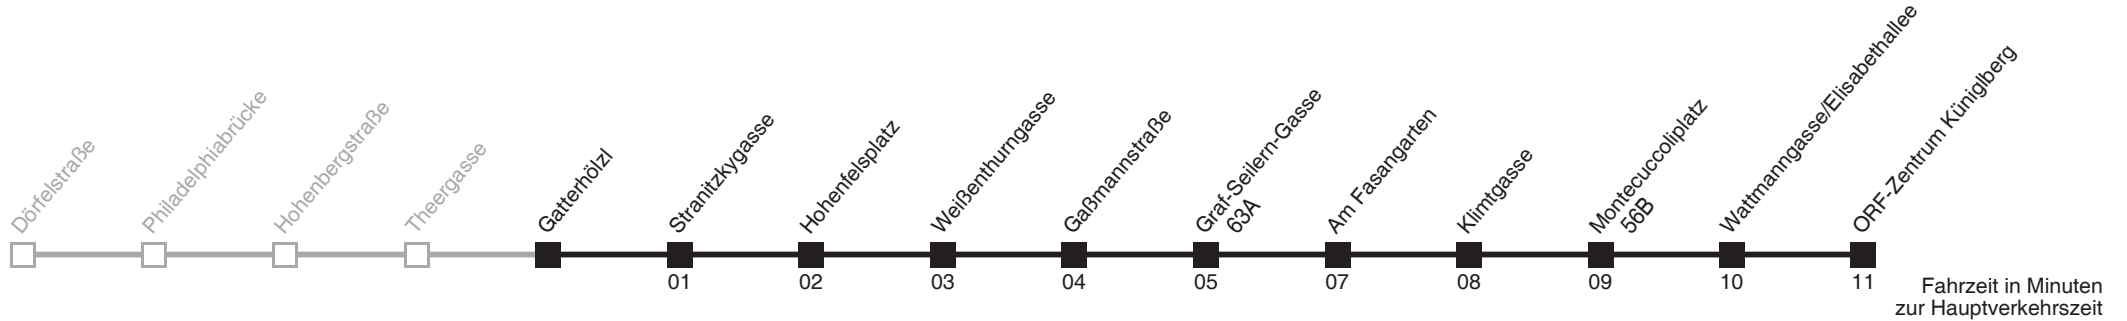 Dörfelstraße
Philadelphiabrücke
Hohenbergstraße
Theergasse
Gatterhölzl
Stranitzkygasse
Hohenfelsplatz
Weißenthurngasse
Gaßmannstraße
Graf-Seilern-Gasse
63A
Am Fasangarten
Klimtgasse
Montecuccoliplatz
56B
Wattmanngasse/Elisabethallee
ORF-Zentrum Küniglberg
01 02 03 04 05 07 08 09 10 11
Fahrzeit in Minuten
zur Hauptverkehrszeit